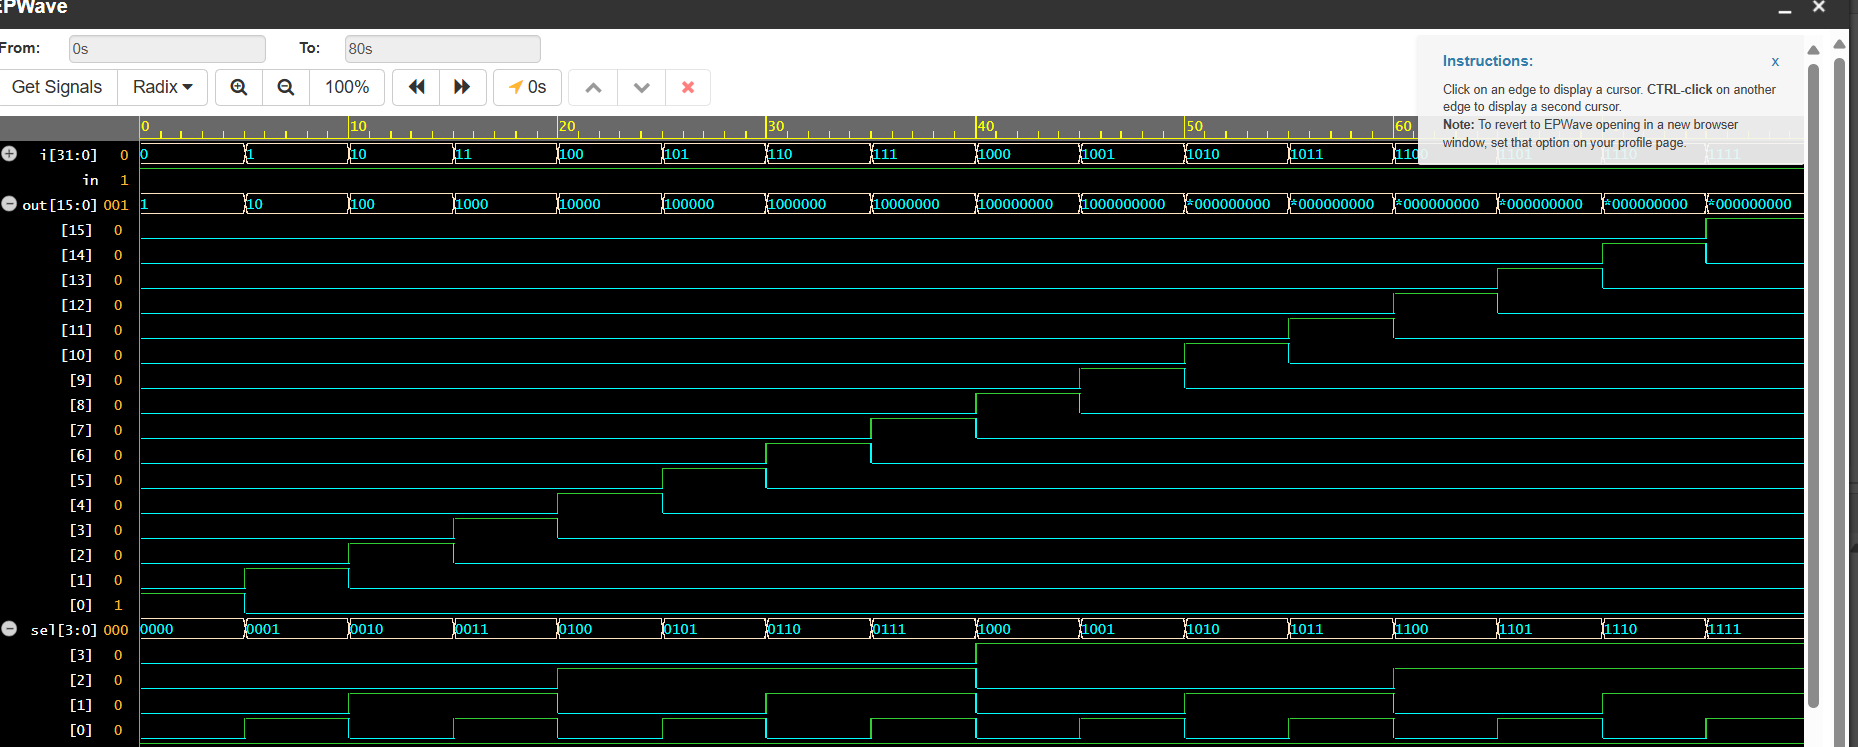 EPWave
From: 0s To: 80s
Get Signals Radix 100% 0s
Instructions: x
Click on an edge to display a cursor. CTRL-click on another
edge to display a second cursor.
Note: To revert to EPWave opening in a new browser
window, set that option on your profile page.
0 10 20 30 40 50 60
i[31:0] 0 0 1 10 11 100 101 110 111 1000 1001 1010 1011 1100 1101 1110 1111
in 1
out[15:0] 001 1 10 100 1000 10000 100000 1000000 10000000 100000000 1000000000 *000000000 *000000000 *000000000 *000000000 *000000000 *000000000
[15] 0
[14] 0
[13] 0
[12] 0
[11] 0
[10] 0
[9] 0
[8] 0
[7] 0
[6] 0
[5] 0
[4] 0
[3] 0
[2] 0
[1] 0
[0] 1
sel[3:0] 000 0000 0001 0010 0011 0100 0101 0110 0111 1000 1001 1010 1011 1100 1101 1110 1111
[3] 0
[2] 0
[1] 0
[0] 0